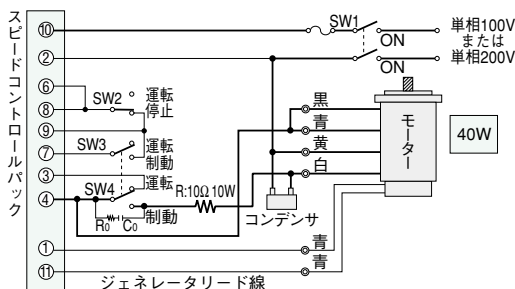 スピードコントロールパック
⑩
②
⑥
⑧
⑨
⑦
③
④
①
⑪
SW1
ON
ON
単相100V
または
単相200V
SW2
運転
停止
SW3
運転
制動
SW4
運転
制動
R0
C0
R:10Ω 10W
コンデンサ
黒
青
黄
白
モーター
40W
青
青
ジェネレータリード線